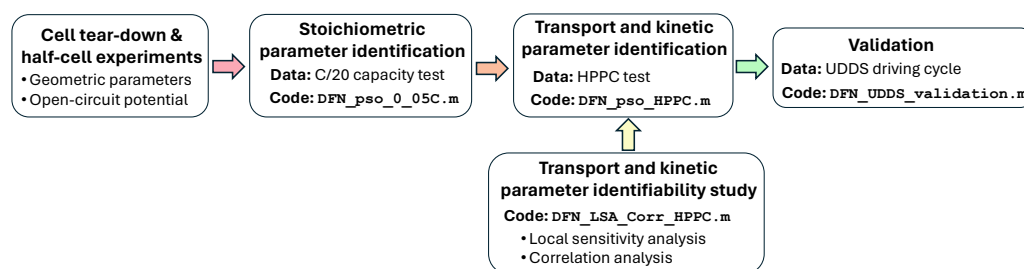 Cell tear-down &
half-cell experiments
• Geometric parameters
• Open-circuit potential
Stoichiometric
parameter identification
Data: C/20 capacity test
Code: DFN_pso_0_05C.m
Transport and kinetic
parameter identification
Data: HPPC test
Code: DFN_pso_HPPC.m
Validation
Data: UDDS driving cycle
Code: DFN_UDDS_validation.m
Transport and kinetic
parameter identifiability study
Code: DFN_LSA_Corr_HPPC.m
• Local sensitivity analysis
• Correlation analysis